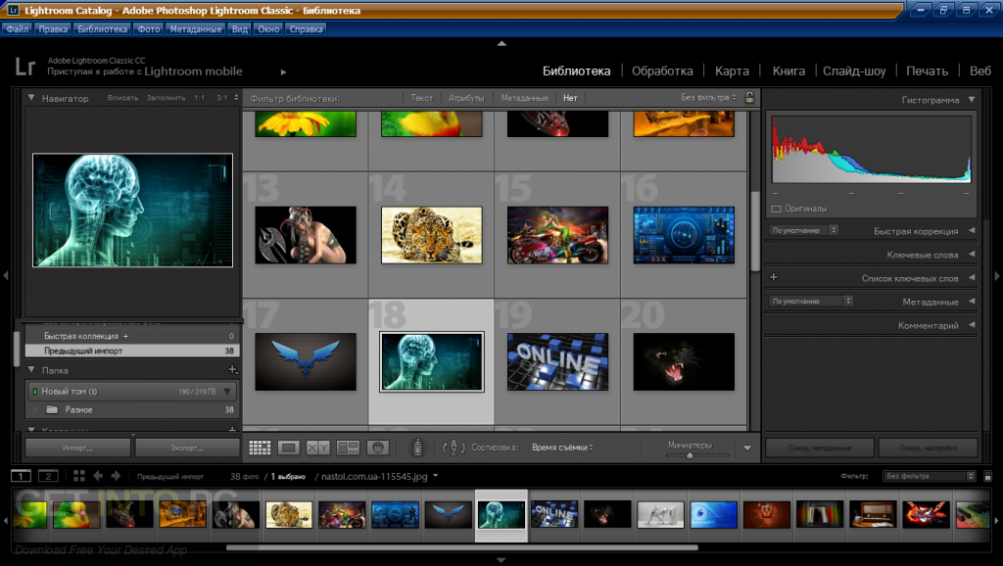 Lightroom Catalog - Adobe Photoshop Lightroom Classic - Библиотека
Файл Правка Библиотека Фото Метаданные Вид Окно Справка
Lr
Adobe Lightroom Classic CC
Приступая к работе с Lightroom mobile
Библиотека | Обработка | Карта | Книга | Слайд-шоу | Печать | Веб
Навигатор Вписать Заполнить 1:1 3:1
Фильтр библиотеки: Текст Атрибуты Метаданные Нет Без фильтра
Гистограмма
13 14 15 16
Оригиналы
По умолчанию Быстрая коррекция
Ключевые слова
+ Список ключевых слов
По умолчанию Метаданные
Комментарий
17 18 19 20
ONLINE
Быстрая коллекция + 0
Предыдущий импорт 38
Папка +
Новый том (I:) 190 / 219 ГБ
Разное 38
Импорт... Экспорт...
XY
Сортировка: Время съёмки
Миниатюры
Синхр. метаданные Синхр. настройки
1 2 Предыдущий импорт 38 фото / 1 выбрано / nastol.com.ua-115545.jpg
Фильтр: Без фильтра
GET INTO PC
ONLINE
Download Free Your Desired App